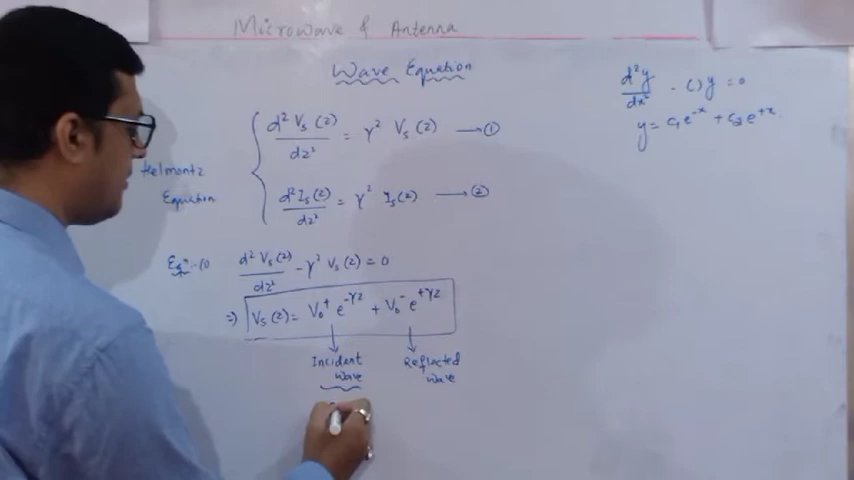 Microwave & Antenna
Wave Equation
d²Vs(z)/dz² = γ² Vs(z) → ①
Helmontz
Equation
d²Is(z)/dz² = γ² Is(z) → ②
Eqⁿ:-(1) d²Vs(z)/dz² - γ² Vs(z) = 0
⇒ Vs(z) = V₀⁺ e^-γz + V₀⁻ e^+γz
Incident
wave
Reflected
wave
d²y/dx² - ( )y = 0
y = c₁e^-x + c₂e^+x.